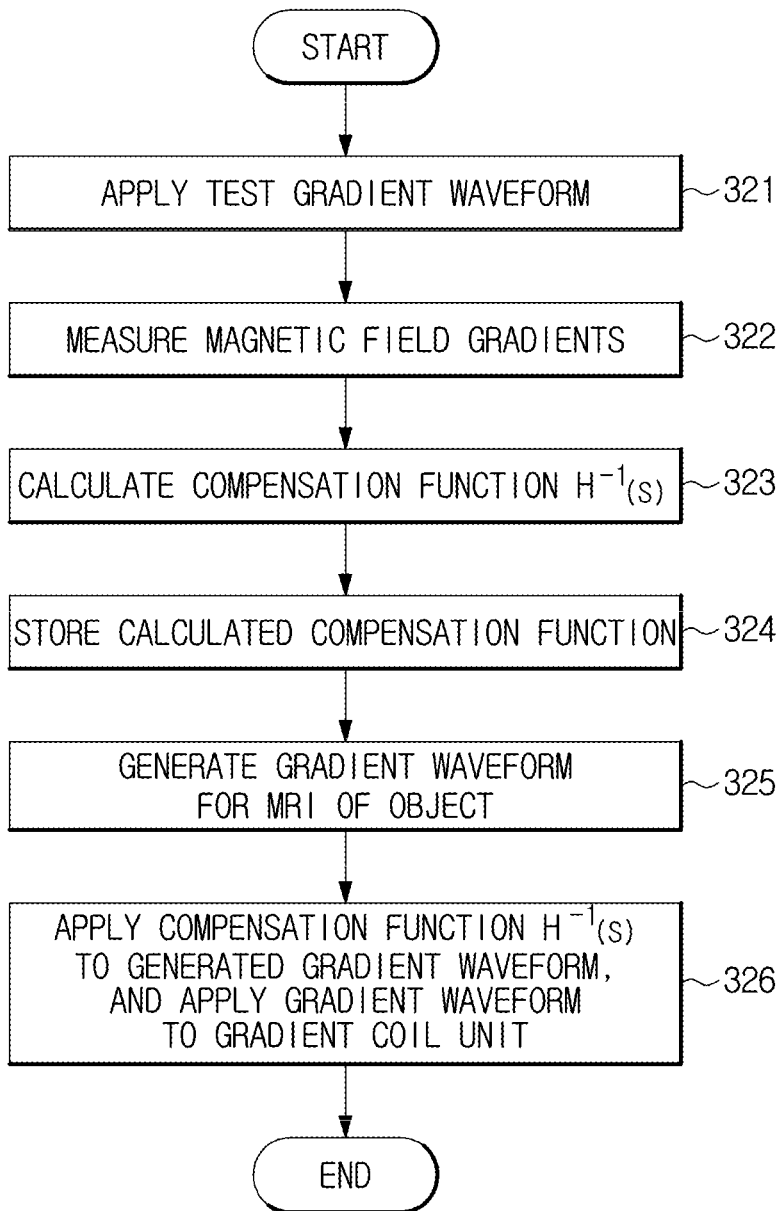 START
APPLY TEST GRADIENT WAVEFORM
321
MEASURE MAGNETIC FIELD GRADIENTS
322
CALCULATE COMPENSATION FUNCTION H⁻¹(S)
323
STORE CALCULATED COMPENSATION FUNCTION
324
GENERATE GRADIENT WAVEFORM
FOR MRI OF OBJECT
325
APPLY COMPENSATION FUNCTION H⁻¹(S)
TO GENERATED GRADIENT WAVEFORM,
AND APPLY GRADIENT WAVEFORM
TO GRADIENT COIL UNIT
326
END